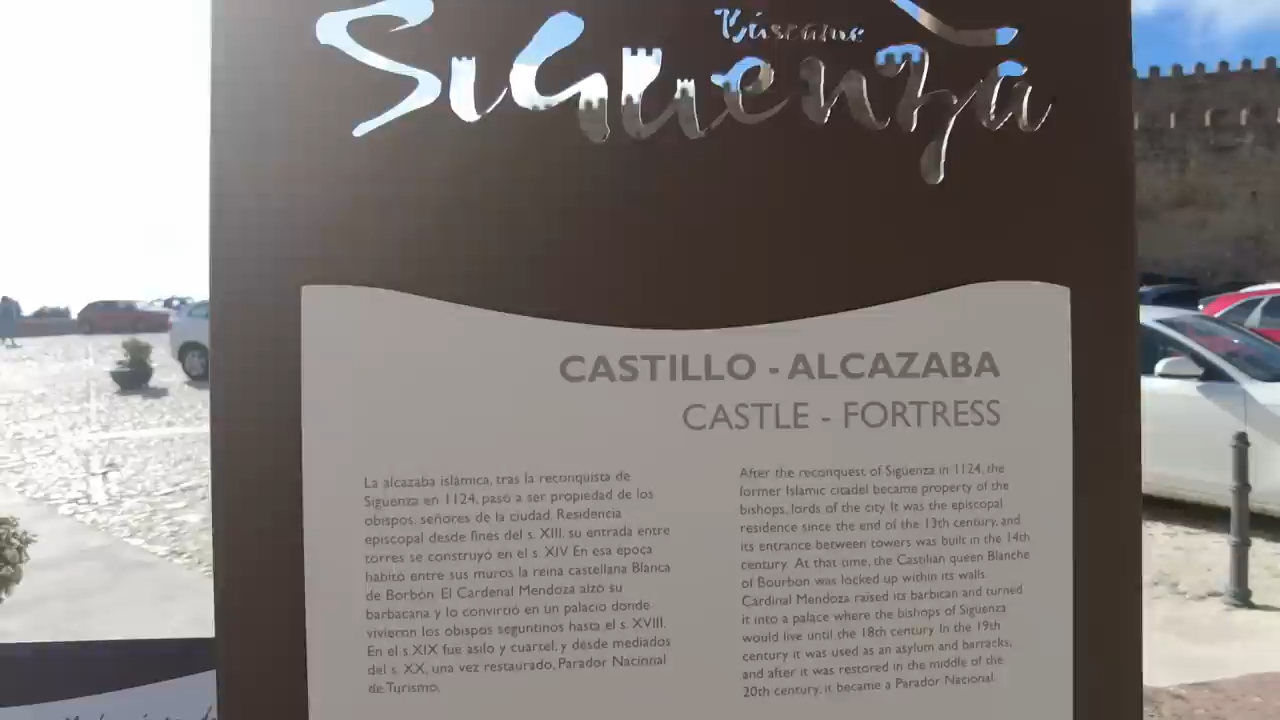 Búscame
Sigüenza
CASTILLO - ALCAZABA
CASTLE - FORTRESS
La alcazaba islámica, tras la reconquista de
Sigüenza en 1124, pasó a ser propiedad de los
obispos, señores de la ciudad. Residencia
episcopal desde fines del s. XIII, su entrada entre
torres se construyó en el s. XIV. En esa época
habitó entre sus muros la reina castellana Blanca
de Borbón. El Cardenal Mendoza alzó su
barbacana y lo convirtió en un palacio donde
vivieron los obispos seguntinos hasta el s. XVIII.
En el s. XIX fue asilo y cuartel, y desde mediados
del s. XX, una vez restaurado, Parador Nacional
de Turismo.
After the reconquest of Sigüenza in 1124, the
former Islamic citadel became property of the
bishops, lords of the city. It was the episcopal
residence since the end of the 13th century, and
its entrance between towers was built in the 14th
century. At that time, the Castilian queen Blanche
of Bourbon was locked up within its walls.
Cardinal Mendoza raised its barbican and turned
it into a palace where the bishops of Sigüenza
would live until the 18th century. In the 19th
century it was used as an asylum and barracks,
and after it was restored in the middle of the
20th century, it became a Parador Nacional.